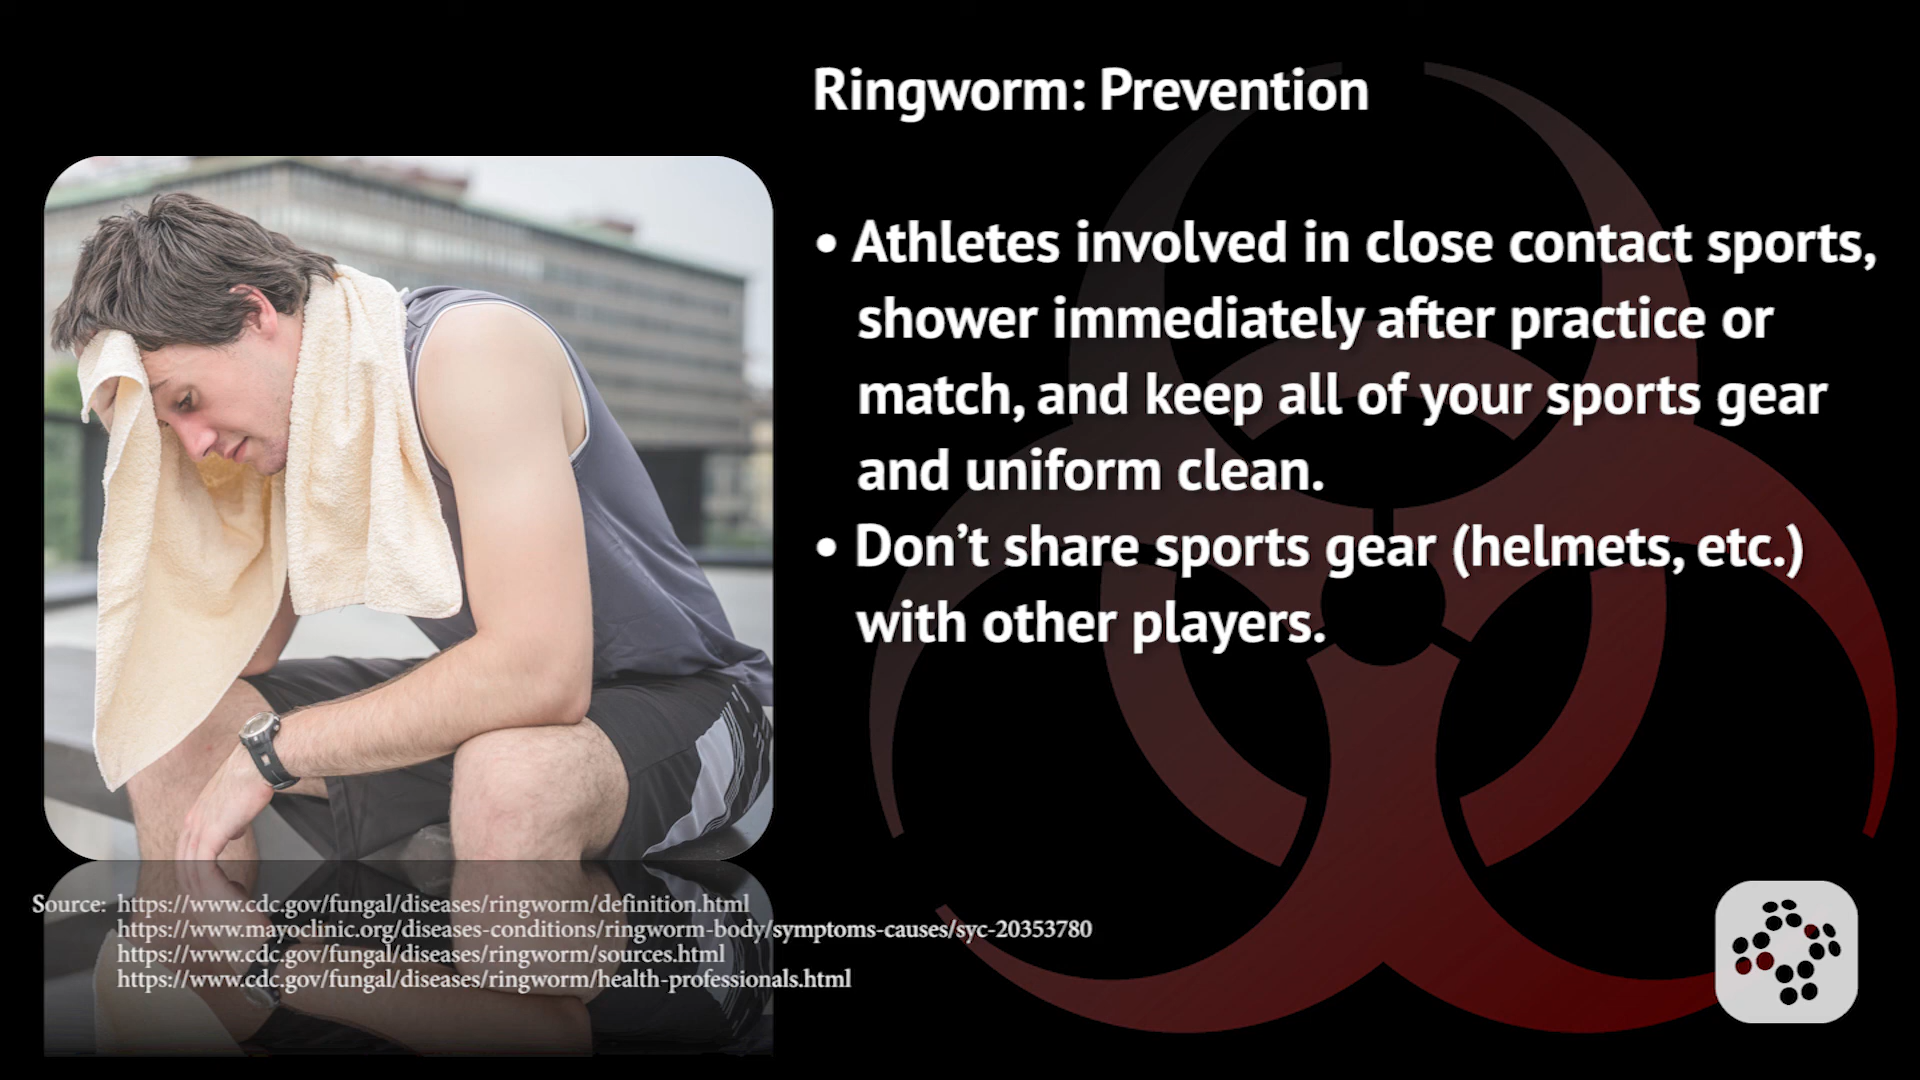 Ringworm: Prevention
• Athletes involved in close contact sports,
shower immediately after practice or
match, and keep all of your sports gear
and uniform clean.
• Don’t share sports gear (helmets, etc.)
with other players.
Source: https://www.cdc.gov/fungal/diseases/ringworm/definition.html
https://www.mayoclinic.org/diseases-conditions/ringworm-body/symptoms-causes/syc-20353780
https://www.cdc.gov/fungal/diseases/ringworm/sources.html
https://www.cdc.gov/fungal/diseases/ringworm/health-professionals.html